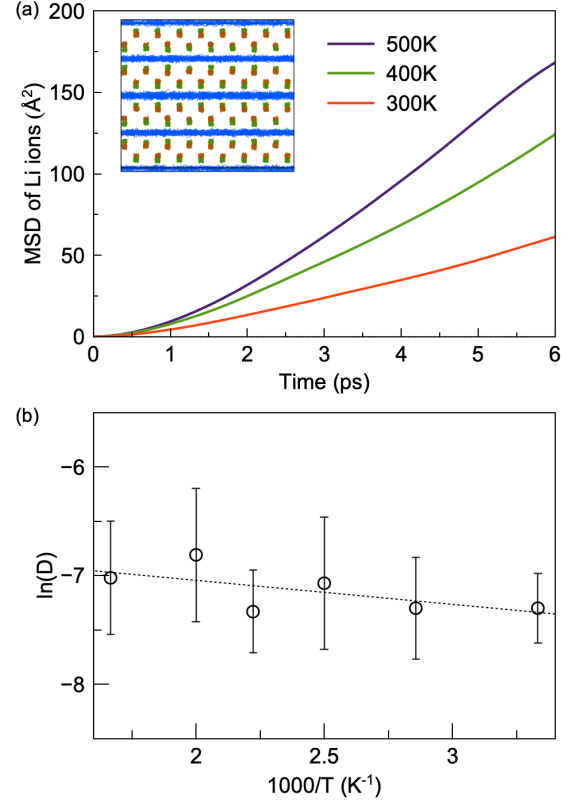 (a)
200
150
100
50
0
MSD of Li ions (Å²)
500K
400K
300K
0 1 2 3 4 5 6
Time (ps)
(b)
−6
−7
−8
ln(D)
2 2.5 3
1000/T (K⁻¹)